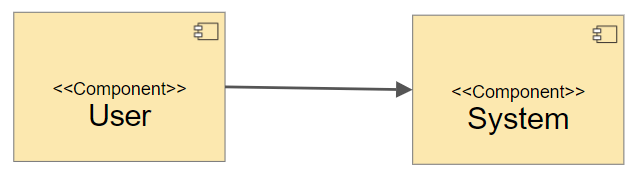 <<Component>>
User
<<Component>>
System